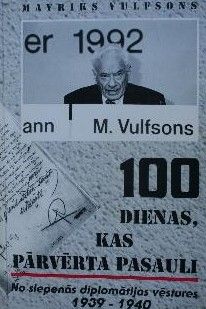 MAVRIKS VULFSONS
er 1992
ann M. Vulfsons
100
DIENAS,
KAS
PĀRVĒRTA PASAULI
No slepenās diplomātijas vēstures
1939 - 1940